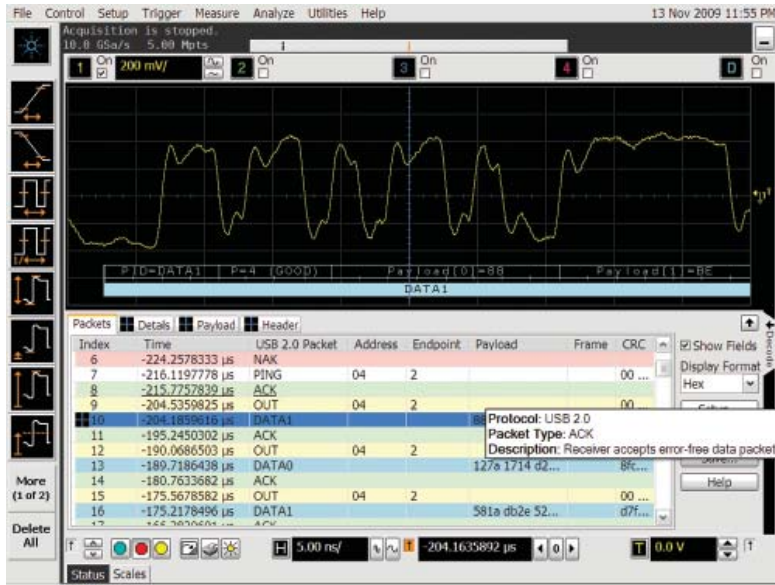 File Control Setup Trigger Measure Analyze Utilities Help 13 Nov 2009 11:55 PM
Acquisition is stopped.
10.0 GSa/s 5.00 Mpts
1 On 200 mV/ 2 On 3 On 4 On D On
PID=DATA1 P=4 (GOOD) Payload[0]=88 Payload[1]=BE
DATA1
Packets Details Payload Header
Index Time USB 2.0 Packet Address Endpoint Payload Frame CRC
6 -224.2578333 µs NAK
7 -216.1197778 µs PING 04 2 00 ...
8 -215.7757839 µs ACK
9 -204.5359825 µs OUT 04 2 00 ...
10 -204.1859616 µs DATA1
11 -195.2450302 µs ACK
12 -190.0686503 µs OUT 04 2
13 -189.7186438 µs DATA0 127a 1714 d2... 8fc...
14 -180.7633682 µs ACK
15 -175.5678582 µs OUT 04 2 00 ...
16 -175.2178496 µs DATA1 581a db2e 52... d7f...
17 ACK
Protocol: USB 2.0
Packet Type: ACK
Description: Receiver accepts error-free data packet
Decode
Show Fields
Display Format
Hex
Help
More
(1 of 2)
Delete
All
H 5.00 ns/ -204.1635892 µs 0 T 0.0 V
Status Scales